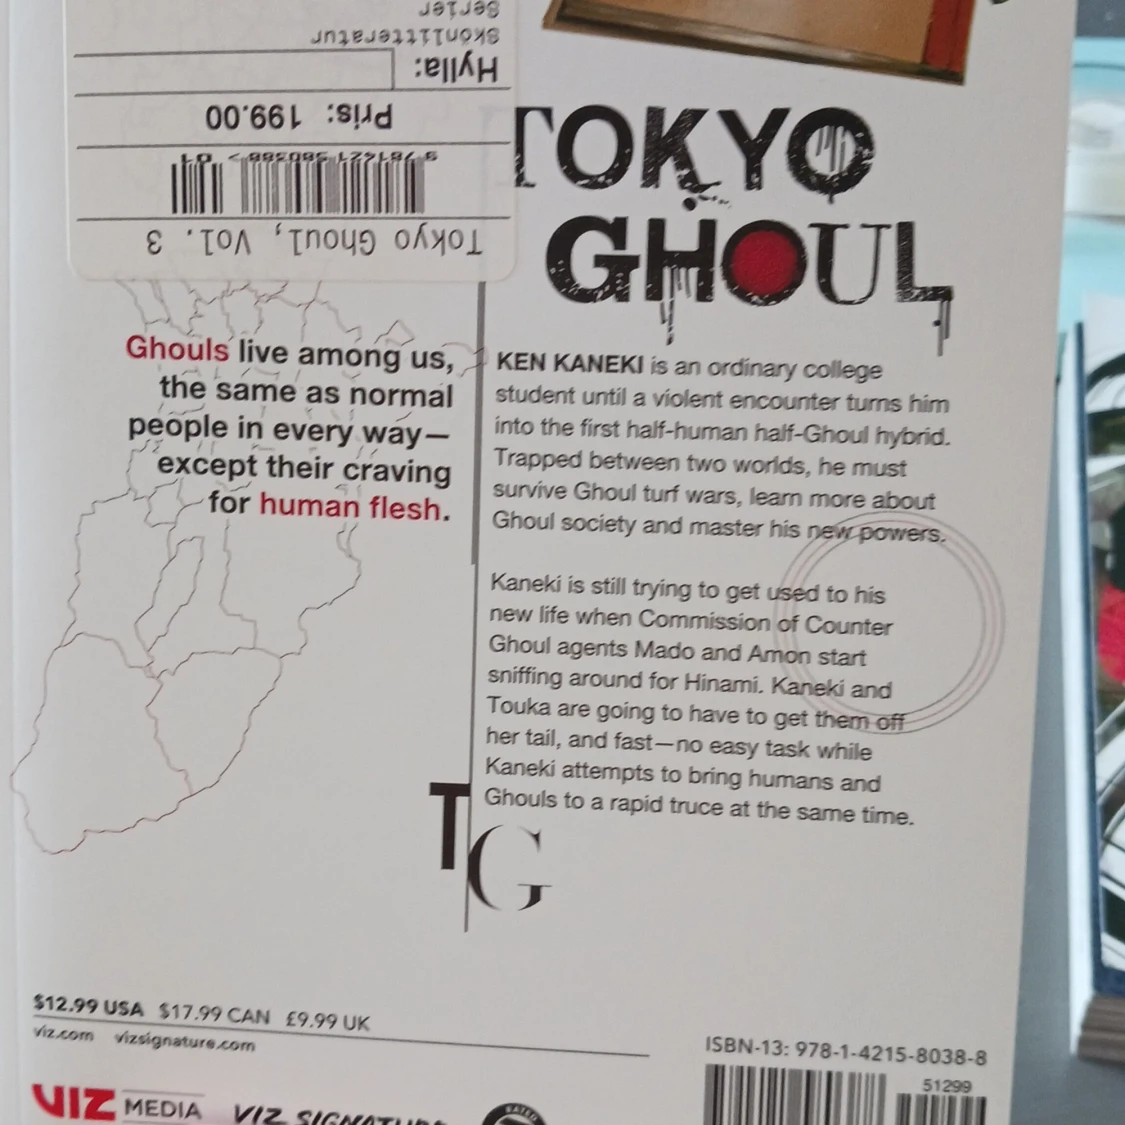 Tokyo Ghoul, Vol. 3
9 781421 580388 > 01
Pris: 199.00
Hylla:
Skönlitteratur
Serier
TOKYO
GHOUL
Ghouls live among us,
the same as normal
people in every way—
except their craving
for human flesh.
KEN KANEKI is an ordinary college
student until a violent encounter turns him
into the first half-human half-Ghoul hybrid.
Trapped between two worlds, he must
survive Ghoul turf wars, learn more about
Ghoul society and master his new powers.
Kaneki is still trying to get used to his
new life when Commission of Counter
Ghoul agents Mado and Amon start
sniffing around for Hinami. Kaneki and
Touka are going to have to get them off
her tail, and fast—no easy task while
Kaneki attempts to bring humans and
Ghouls to a rapid truce at the same time.
TG
$12.99 USA $17.99 CAN £9.99 UK
viz.com vizsignature.com
ISBN-13: 978-1-4215-8038-8
51299
VIZ MEDIA VIZ SIGNATURE
RATED